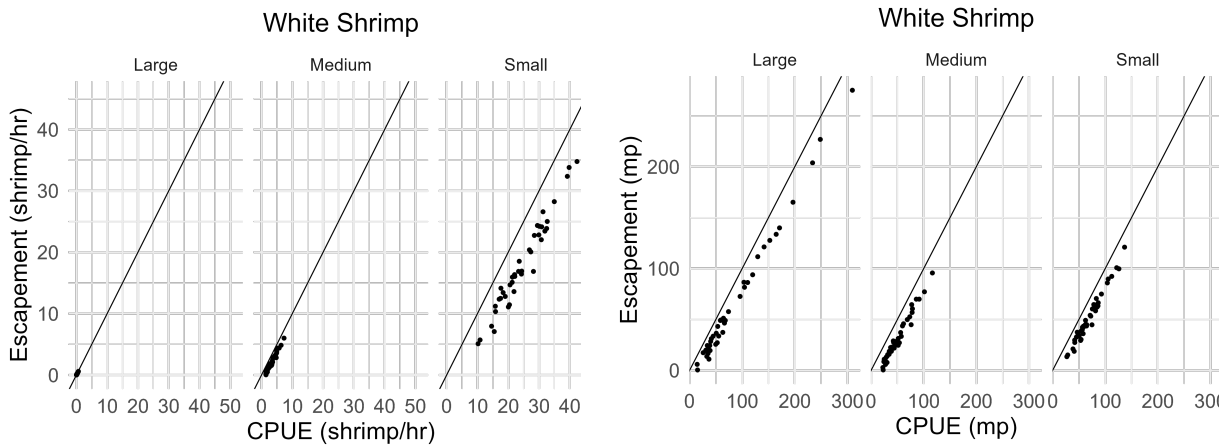 White Shrimp
Large Medium Small
Escapement (shrimp/hr)
40
30
20
10
0
0 10 20 30 40 50 0 10 20 30 40 50 0 10 20 30 40
CPUE (shrimp/hr)
White Shrimp
Large Medium Small
Escapement (mp)
200
100
0
0 100 200 300 0 100 200 300 0 100 200 300
CPUE (mp)